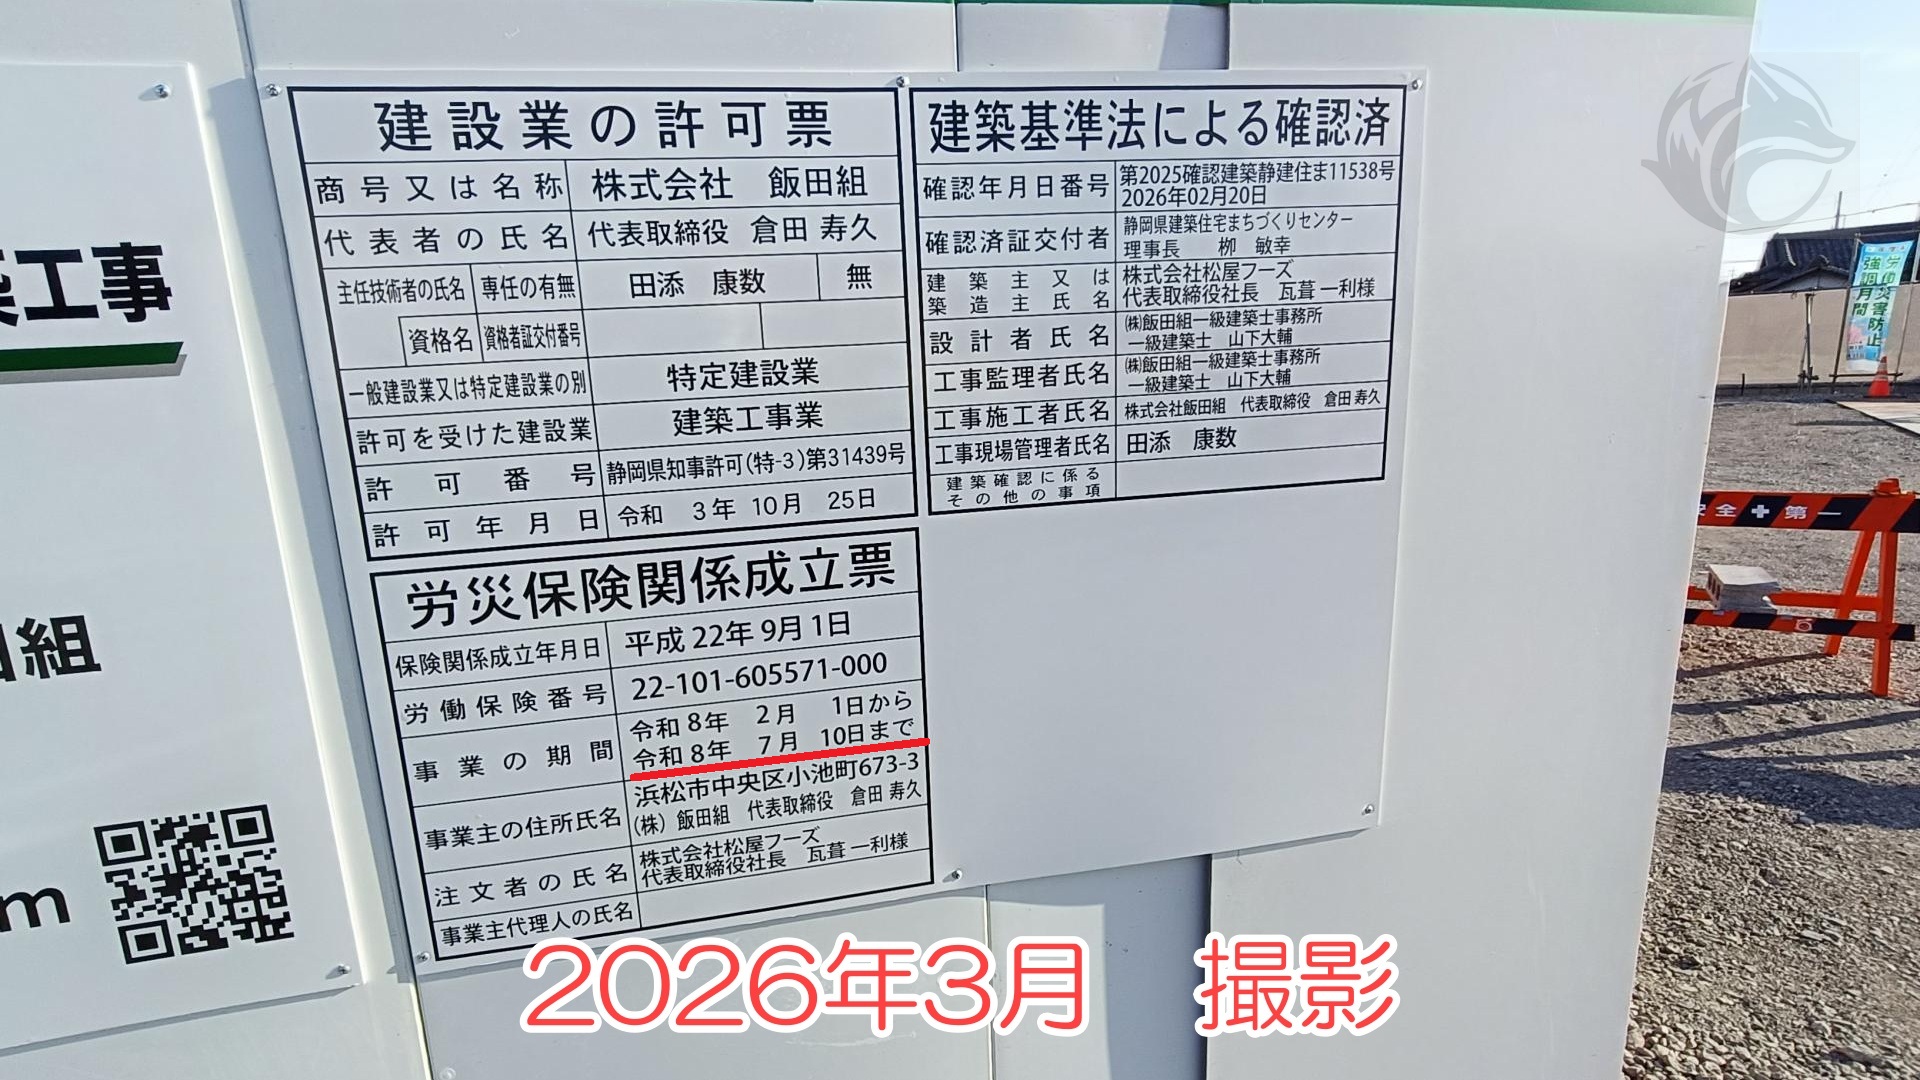 建設業の許可票
商号又は名称 株式会社 飯田組
代表者の氏名 代表取締役 倉田 寿久
主任技術者の氏名 専任の有無 田添 康数 無
資格名 資格者証交付番号
一般建設業又は特定建設業の別 特定建設業
許可を受けた建設業 建築工事業
許可番号 静岡県知事許可(特-3)第31439号
許可年月日 令和 3年 10月 25日
労災保険関係成立票
保険関係成立年月日 平成 22年 9月 1日
労働保険番号 22-101-605571-000
事業の期間 令和 8年 2月 1日から
令和 8年 7月 10日まで
事業主の住所氏名 浜松市中央区小池町673-3
(株) 飯田組 代表取締役 倉田 寿久
注文者の氏名 株式会社松屋フーズ
代表取締役社長 瓦葺 一利様
事業主代理人の氏名
建築基準法による確認済
確認年月日番号 第2025確認建築静建住ま11538号
2026年02月20日
確認済証交付者 静岡県建築住宅まちづくりセンター
理事長 栁 敏幸
建築主又は 株式会社松屋フーズ
築造主氏名 代表取締役社長 瓦葺 一利様
設計者氏名 ㈱飯田組一級建築士事務所
一級建築士 山下大輔
工事監理者氏名 ㈱飯田組一級建築士事務所
一級建築士 山下大輔
工事施工者氏名 株式会社飯田組 代表取締役 倉田 寿久
工事現場管理者氏名 田添 康数
建築確認に係る
その他の事項
工事
組
m
労働災害防止
強調月間
安全✚第一
2026年3月 撮影